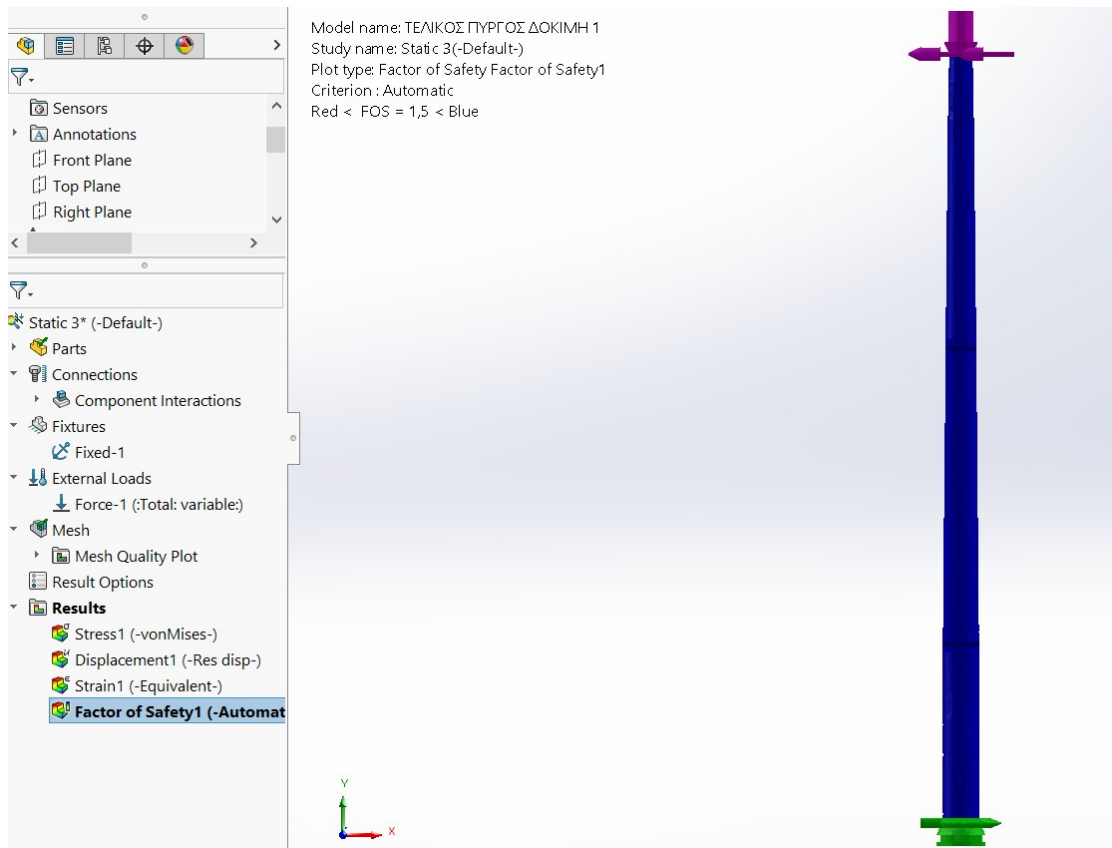 Model name: ΤΕΛΙΚΟΣ ΠΥΡΓΟΣ ΔΟΚΙΜΗ 1
Study name: Static 3(-Default-)
Plot type: Factor of Safety Factor of Safety1
Criterion : Automatic
Red < FOS = 1,5 < Blue
Sensors
Annotations
Front Plane
Top Plane
Right Plane
Static 3* (-Default-)
Parts
Connections
Component Interactions
Fixtures
Fixed-1
External Loads
Force-1 (:Total: variable:)
Mesh
Mesh Quality Plot
Result Options
Results
Stress1 (-vonMises-)
Displacement1 (-Res disp-)
Strain1 (-Equivalent-)
Factor of Safety1 (-Automat
Y
X